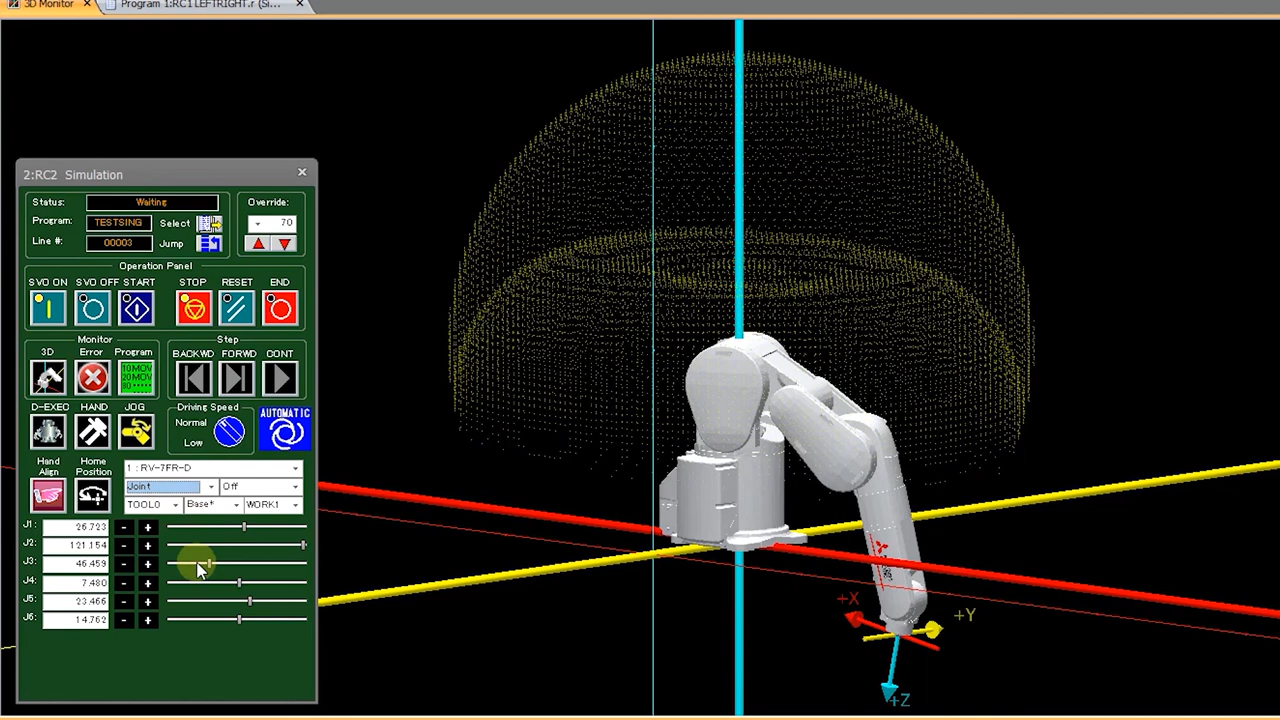 3D Monitor × Program 1:RC1 LEFTRIGHT.r (Si... ×
2:RC2 Simulation ×
Status: Waiting Override:
Program: TESTSING Select 70
Line #: 00003 Jump
Operation Panel
SVO ON SVO OFF START STOP RESET END
Monitor Step
3D Error Program BACKWD FORWD CONT
10MOV
20MOV
D-EXEO HAND JOG Driving Speed AUTOMATIC
Normal
Low
Hand Align Home Position 1 : RV-7FR-D
Joint Off
TOOL0 Base* WORK1
J1: 26.723 - +
J2: 121.154 - +
J3: 46.459 - +
J4: 7.480 - +
J5: 23.466 - +
J6: 14.762 - +
+X
+Y
+Z